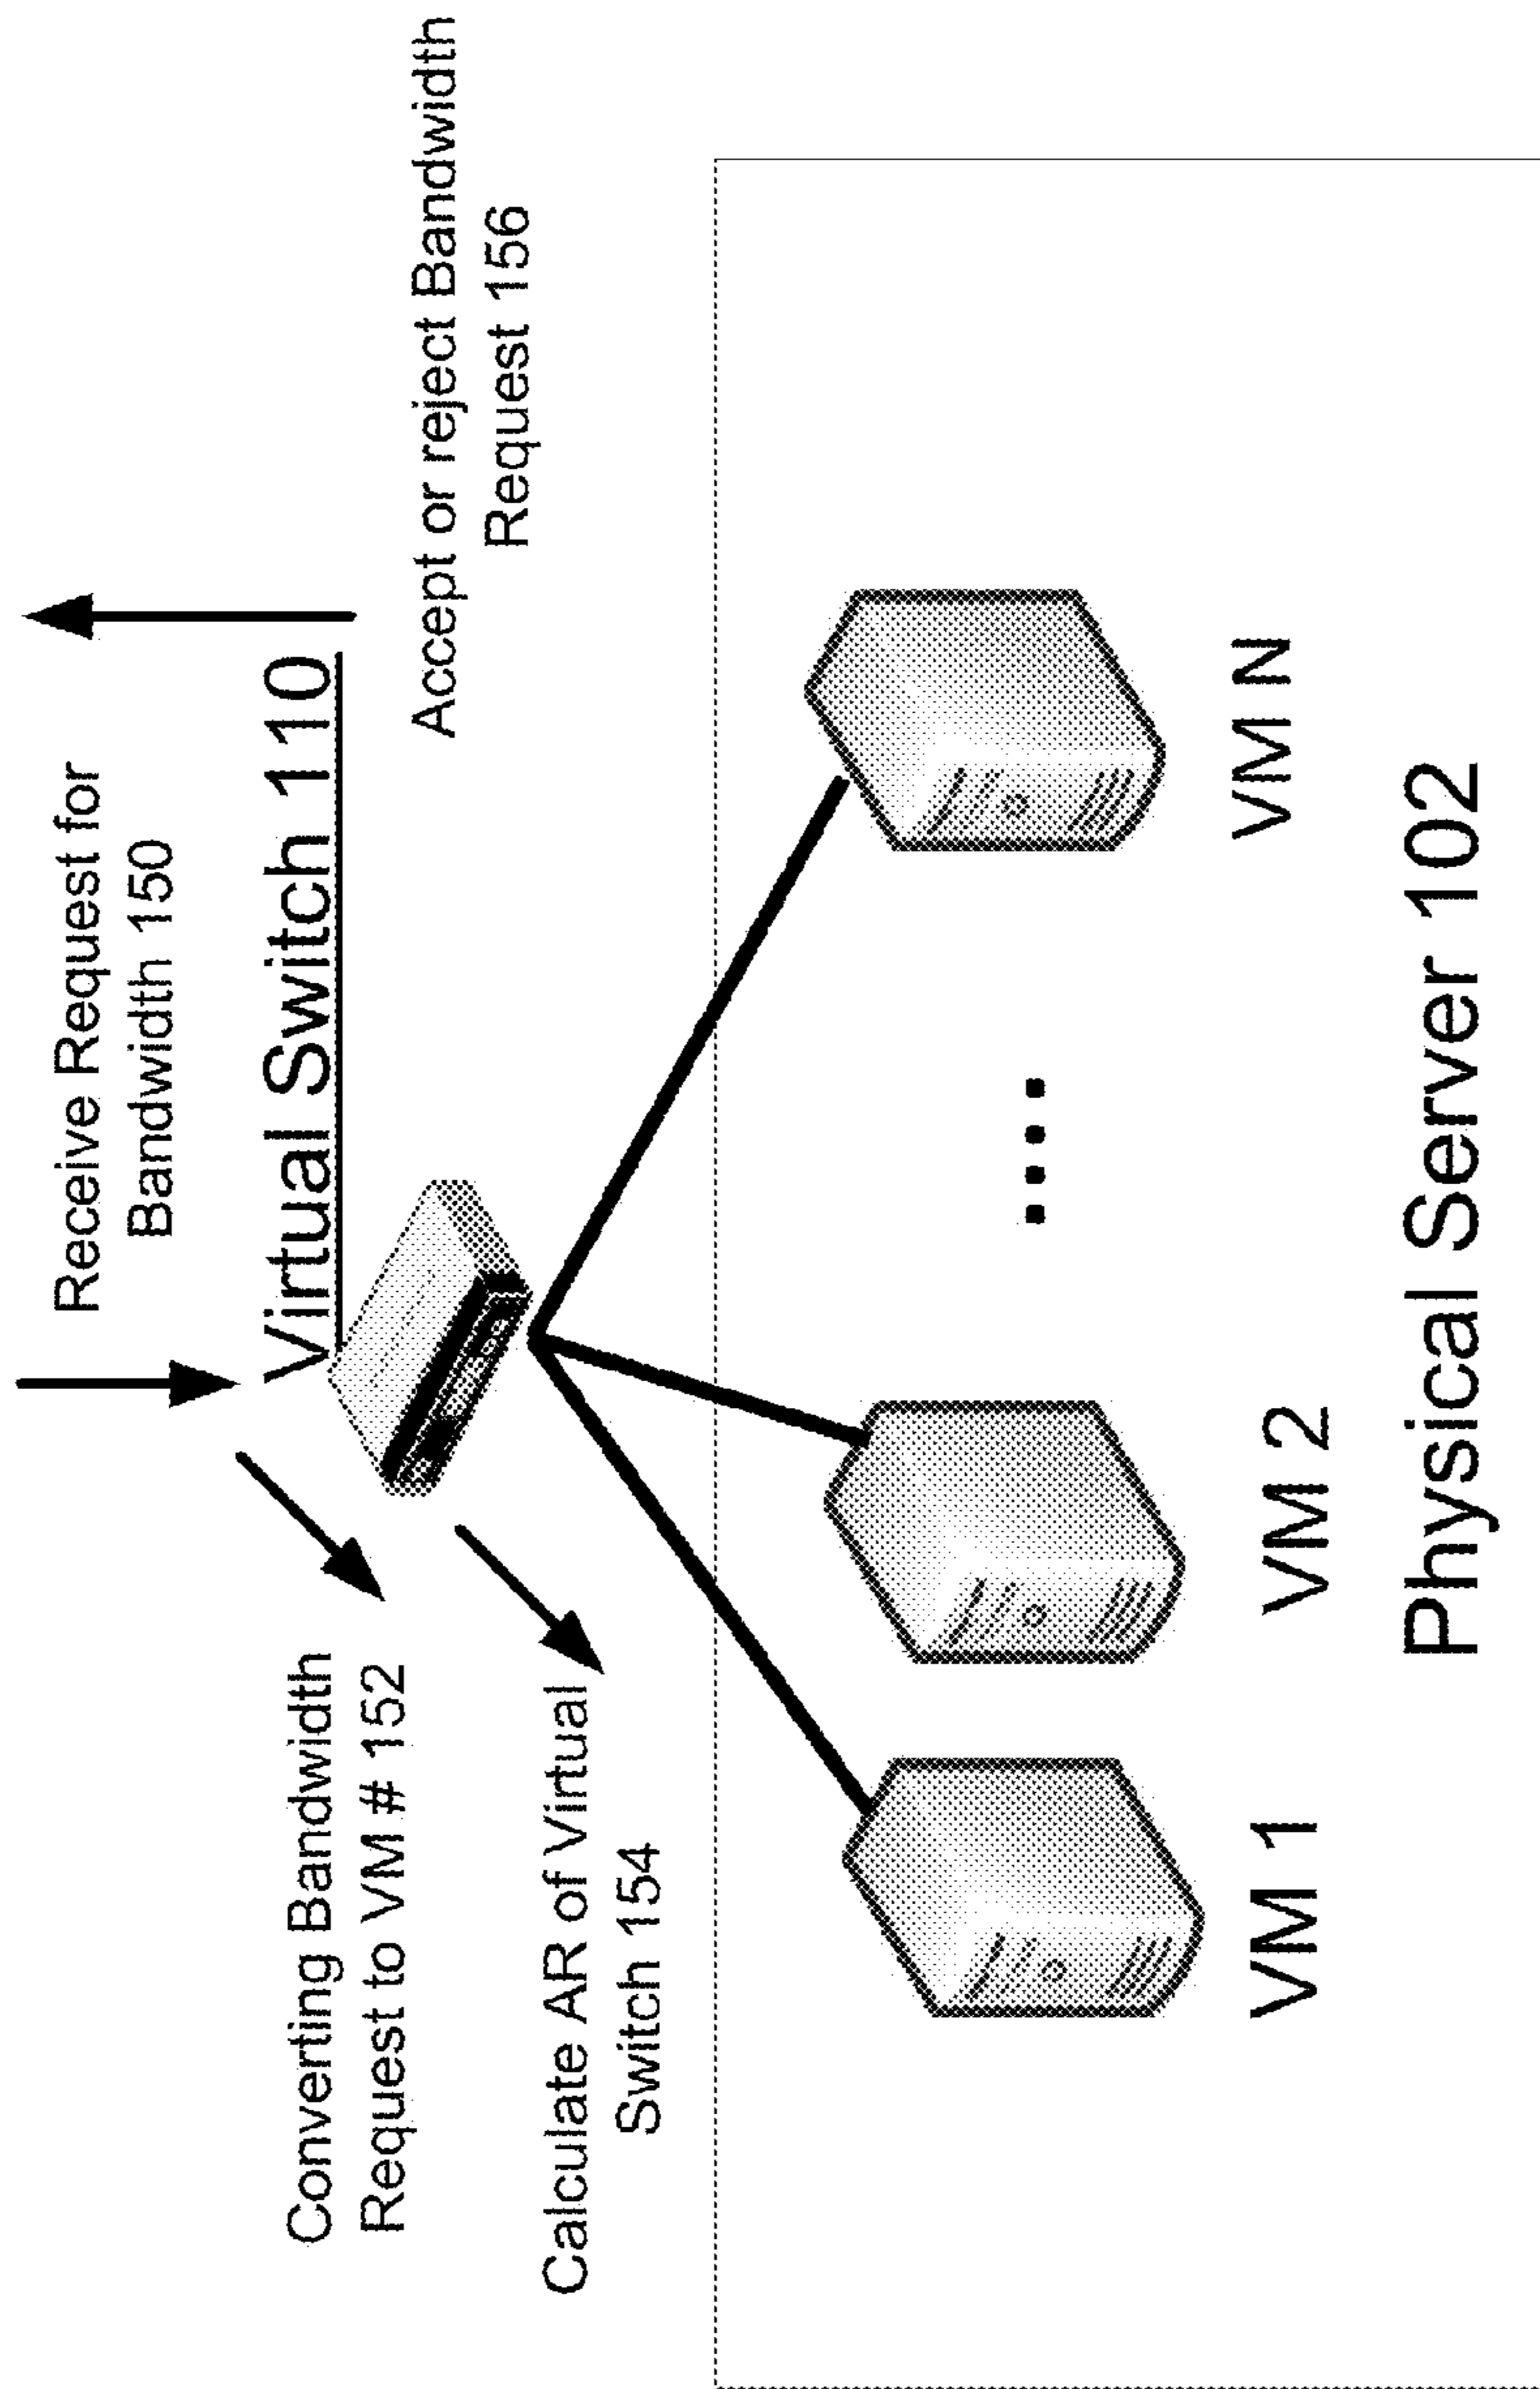 Receive Request for
Bandwidth 150
Virtual Switch 110
Converting Bandwidth
Request to VM # 152
Accept or reject Bandwidth
Request 156
Calculate AR of Virtual
Switch 154
VM 1
VM 2
VM N
Physical Server 102